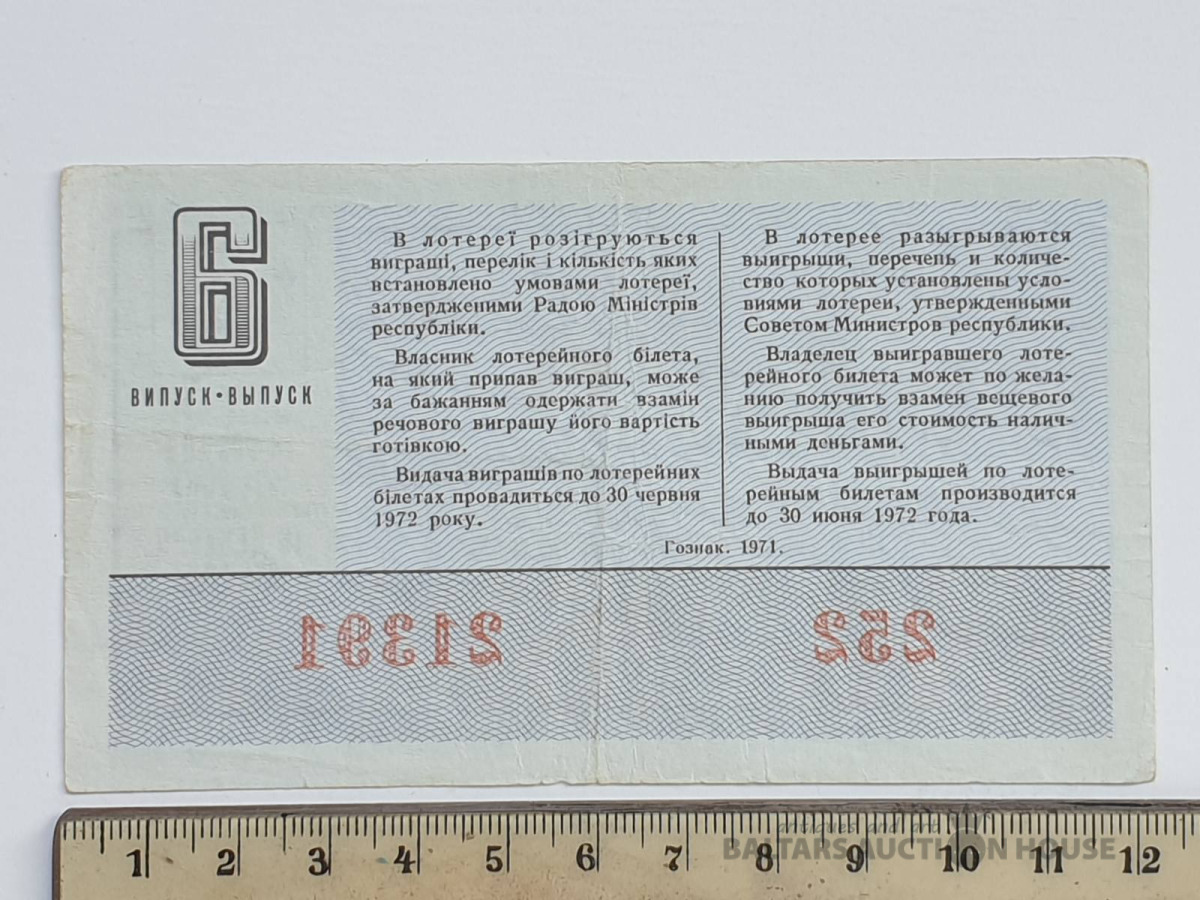 6
ВИПУСК•ВЫПУСК
В лотереї розігруються
виграші, перелік і кількість яких
встановлено умовами лотереї,
затвердженими Радою Міністрів
республіки.
Власник лотерейного білета,
на який припав виграш, може
за бажанням одержати взамін
речового виграшу його вартість
готівкою.
Видача виграшів по лотерейних
білетах провадиться до 30 червня
1972 року.
В лотерее разыгрываются
выигрыши, перечень и количе-
ство которых установлены усло-
виями лотереи, утвержденными
Советом Министров республики.
Владелец выигравшего лоте-
рейного билета может по жела-
нию получить взамен вещевого
выигрыша его стоимость налич-
ными деньгами.
Выдача выигрышей по лоте-
рейным билетам производится
до 30 июня 1972 года.
Гознак. 1971.
21391
252
antiques and art
BALTARS AUCTION HOUSE
1 2 3 4 5 6 7 8 9 10 11 12